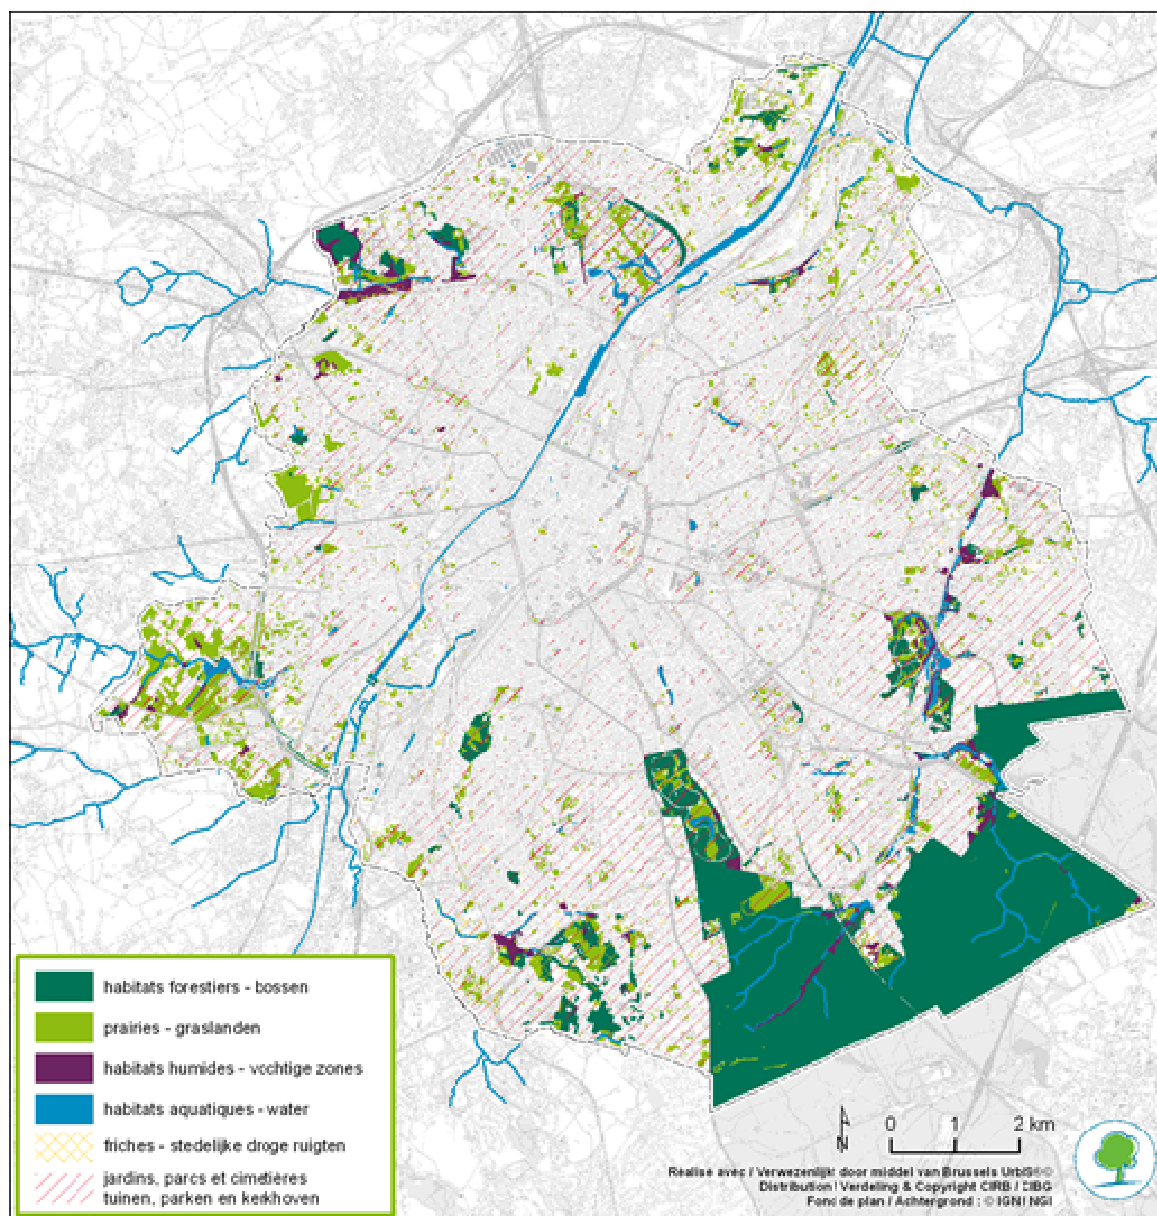 habitats forestiers - bossen
prairies - graslanden
habitats humides - vochtige zones
habitats aquatiques - water
friches - stedelijke droge ruigten
jardins, parcs et cimetières
tuinen, parken en kerkhoven
N
0 1 2 km
Réalisé avec / Verwezenlijkt door middel van Brussels UrbIS®©
Distribution / Verdeling & Copyright CIRB / CIBG
Fond de plan / Achtergrond : © IGN / NGI